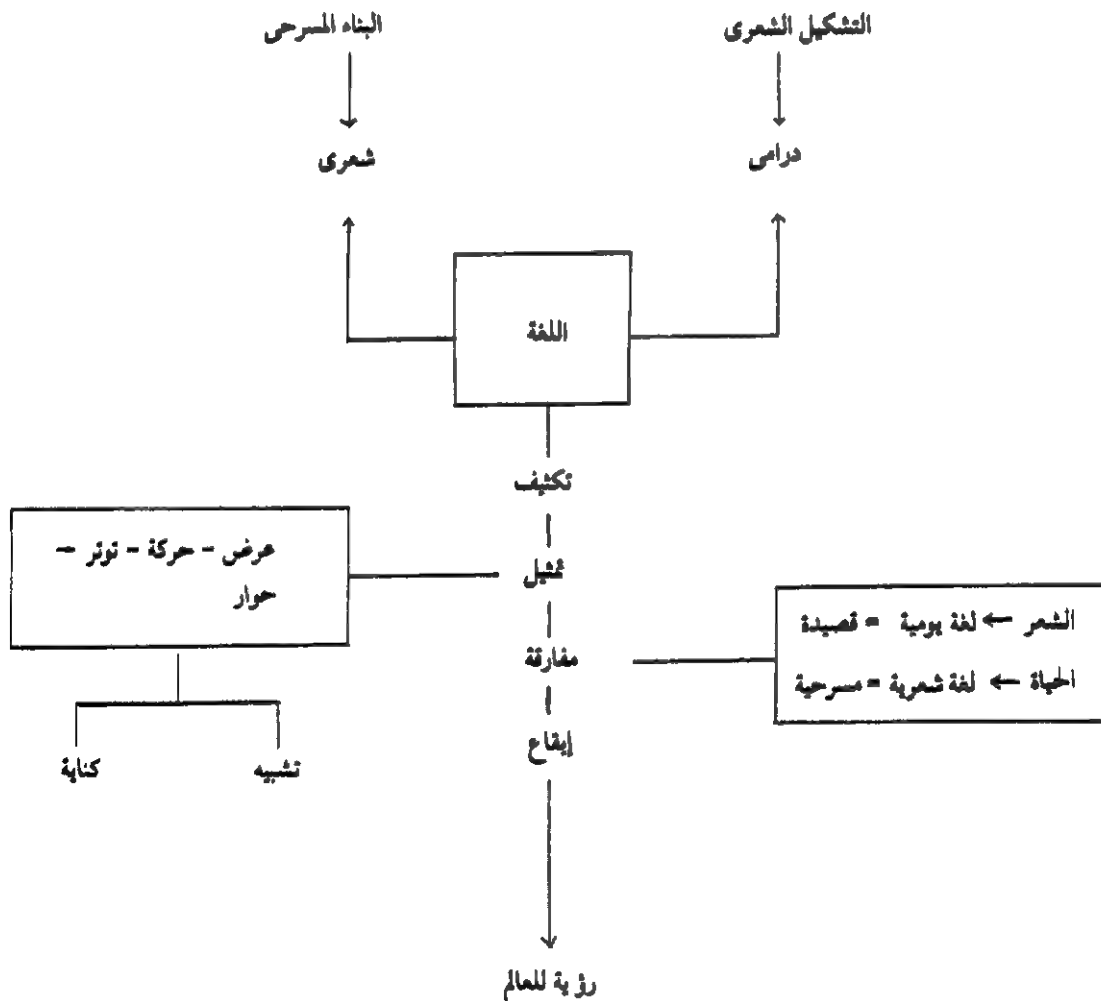 التشكيل الشعرى
البناء المسرحى
درامى
شعرى
اللغة
تكثيف
تمثيل
عرض - حركة - توتر -
حوار
مفارقة
الشعر ← لغة يومية = قصيدة
الحياة ← لغة شعرية = مسرحية
إيقاع
تشبيه
كناية
رؤية للعالم